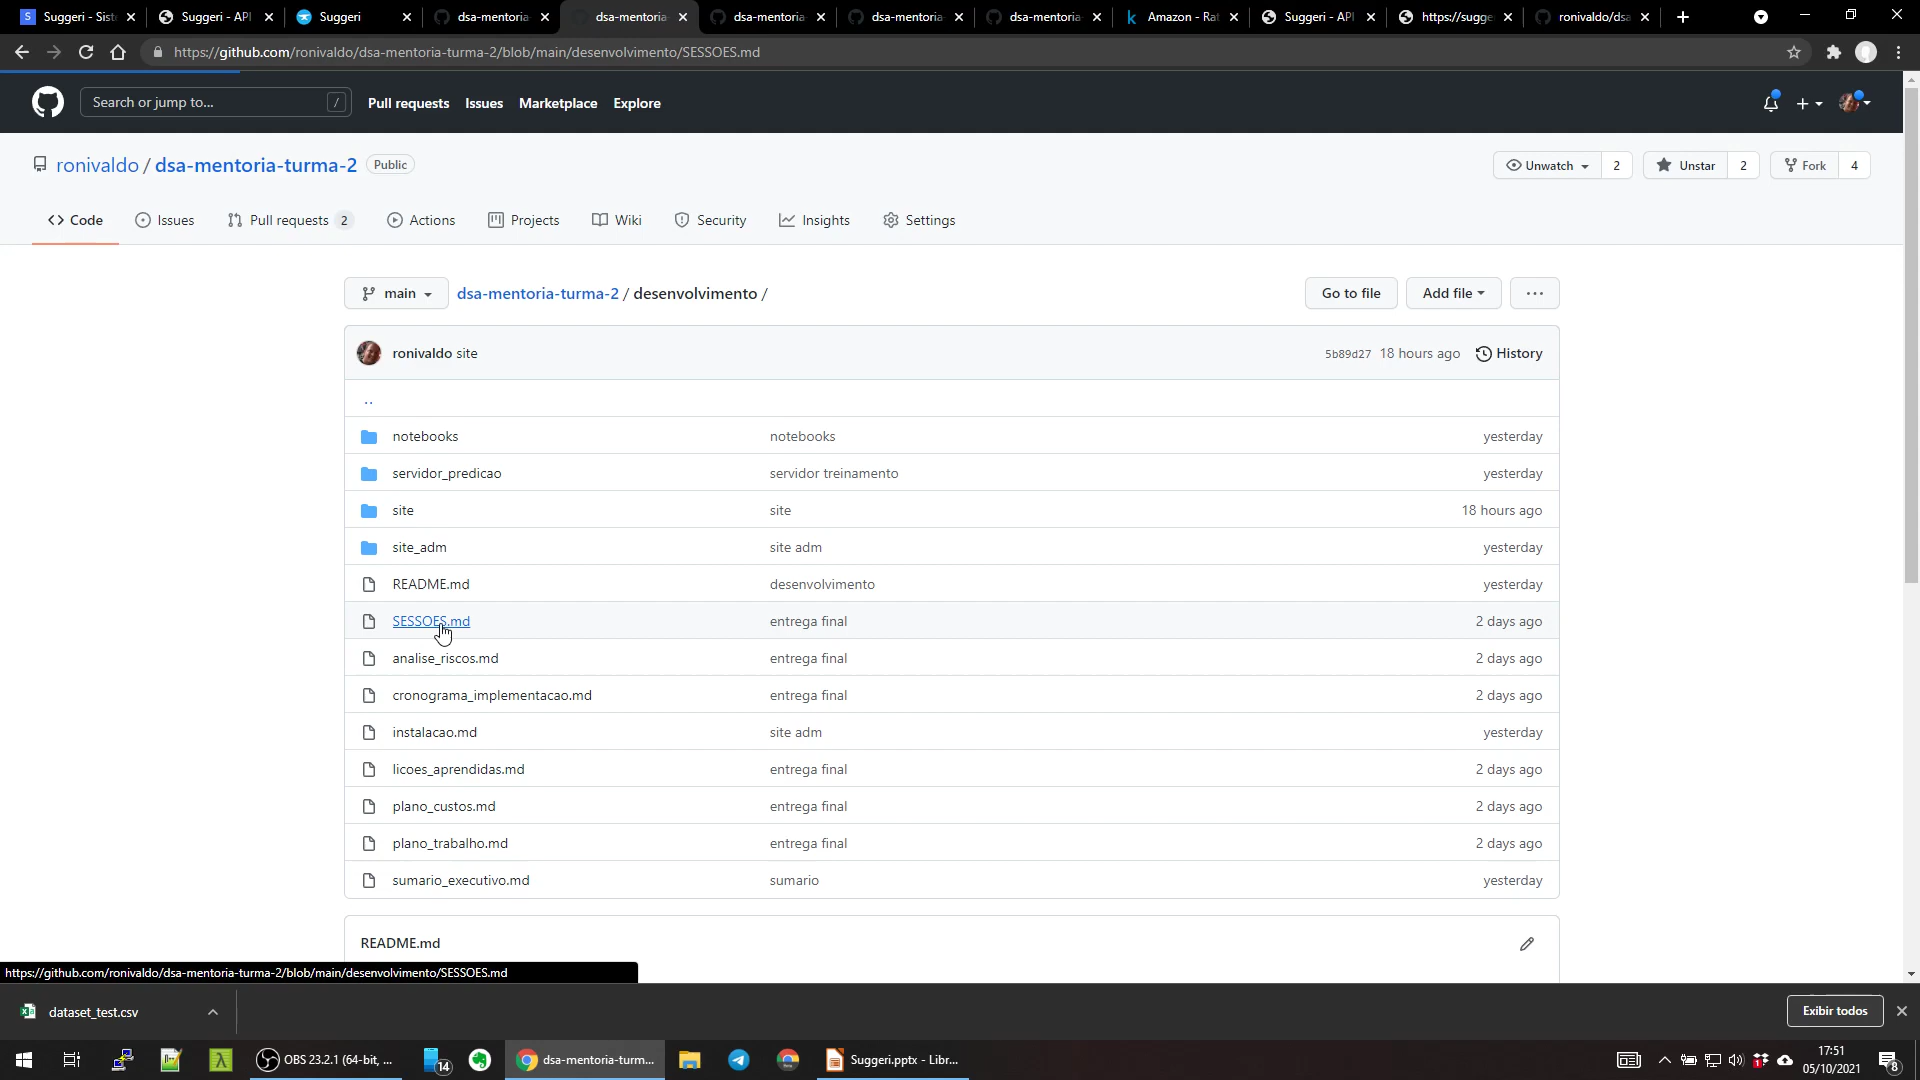 Suggeri - Sist
Suggeri - API
Suggeri
dsa-mentoria-
dsa-mentoria-
dsa-mentoria-
dsa-mentoria-
dsa-mentoria-
Amazon - Rat
Suggeri - API
https://sugge
ronivaldo/dsa
https://github.com/ronivaldo/dsa-mentoria-turma-2/blob/main/desenvolvimento/SESSOES.md
Search or jump to...
/
Pull requests
Issues
Marketplace
Explore
ronivaldo / dsa-mentoria-turma-2
Public
Unwatch
2
Unstar
2
Fork
4
Code
Issues
Pull requests 2
Actions
Projects
Wiki
Security
Insights
Settings
main
dsa-mentoria-turma-2 / desenvolvimento /
Go to file
Add file
...
ronivaldo site
5b89d27 18 hours ago
History
..
notebooks notebooks yesterday
servidor_predicao servidor treinamento yesterday
site site 18 hours ago
site_adm site adm yesterday
README.md desenvolvimento yesterday
SESSOES.md entrega final 2 days ago
analise_riscos.md entrega final 2 days ago
cronograma_implementacao.md entrega final 2 days ago
instalacao.md site adm yesterday
licoes_aprendidas.md entrega final 2 days ago
plano_custos.md entrega final 2 days ago
plano_trabalho.md entrega final 2 days ago
sumario_executivo.md sumario yesterday
README.md
https://github.com/ronivaldo/dsa-mentoria-turma-2/blob/main/desenvolvimento/SESSOES.md
dataset_test.csv
Exibir todos
OBS 23.2.1 (64-bit, ...
14
dsa-mentoria-turm...
Suggeri.pptx - Libr...
17:51
05/10/2021
8